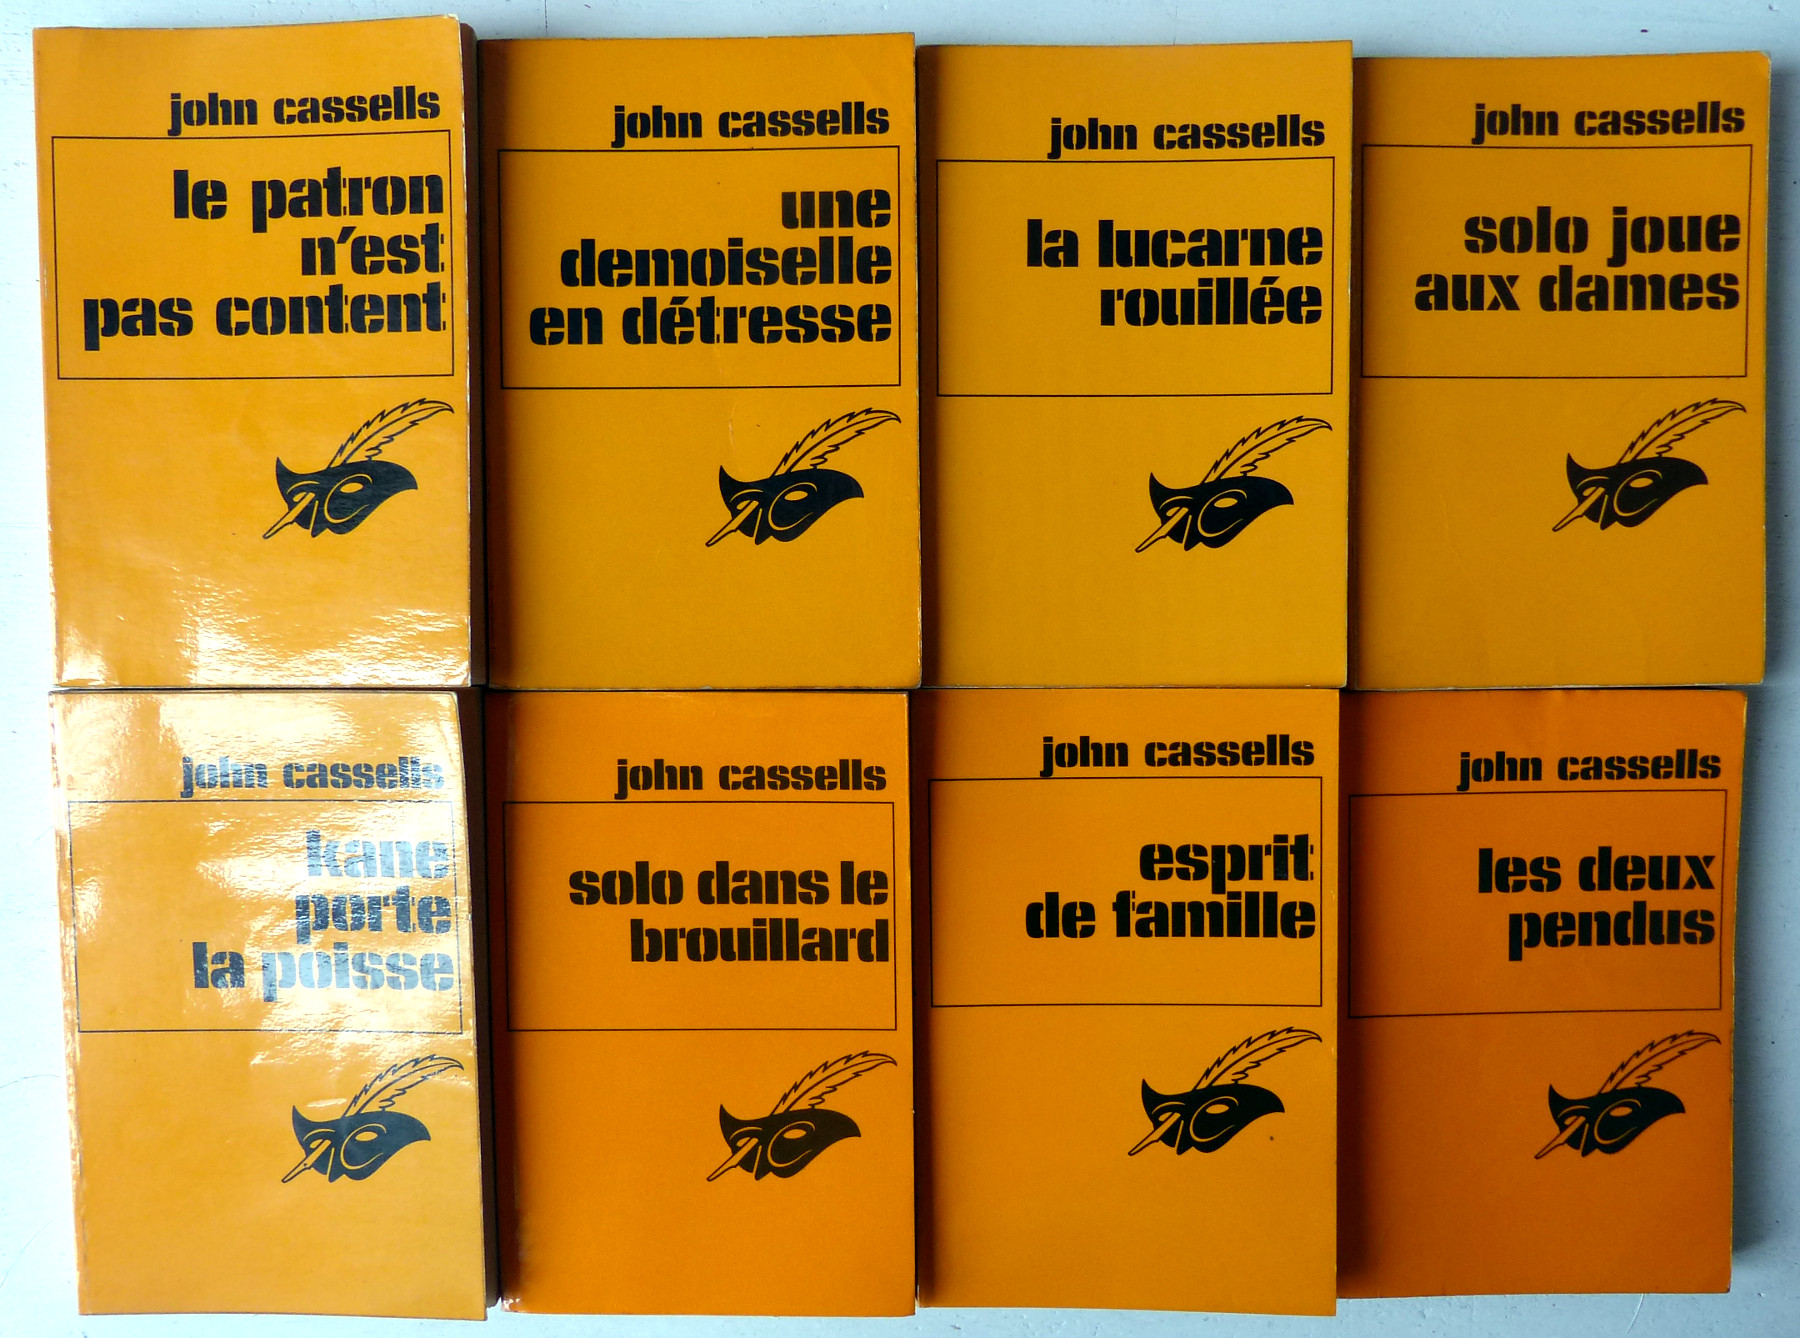 john cassells
le patron
n'est
pas content
john cassells
une
demoiselle
en détresse
john cassells
la lucarne
rouillée
john cassells
solo joue
aux dames
john cassells
kane
porte
la poisse
john cassells
solo dans le
brouillard
john cassells
esprit
de famille
john cassells
les deux
pendus